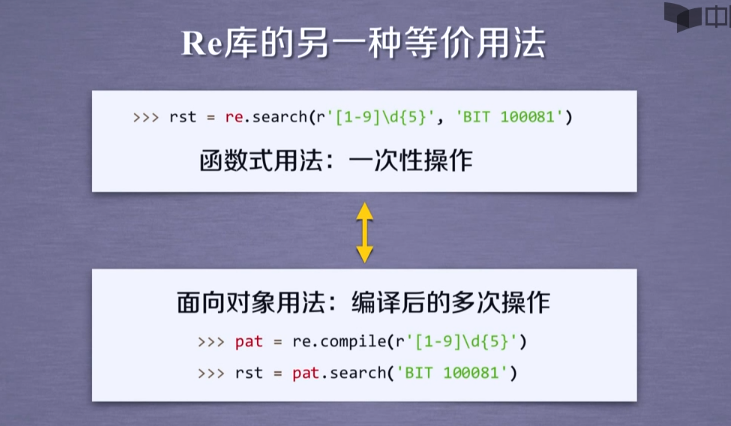 中
Re库的另一种等价用法
>>> rst = re.search(r'[1-9]\d{5}', 'BIT 100081')
函数式用法：一次性操作
面向对象用法：编译后的多次操作
>>> pat = re.compile(r'[1-9]\d{5}')
>>> rst = pat.search('BIT 100081')